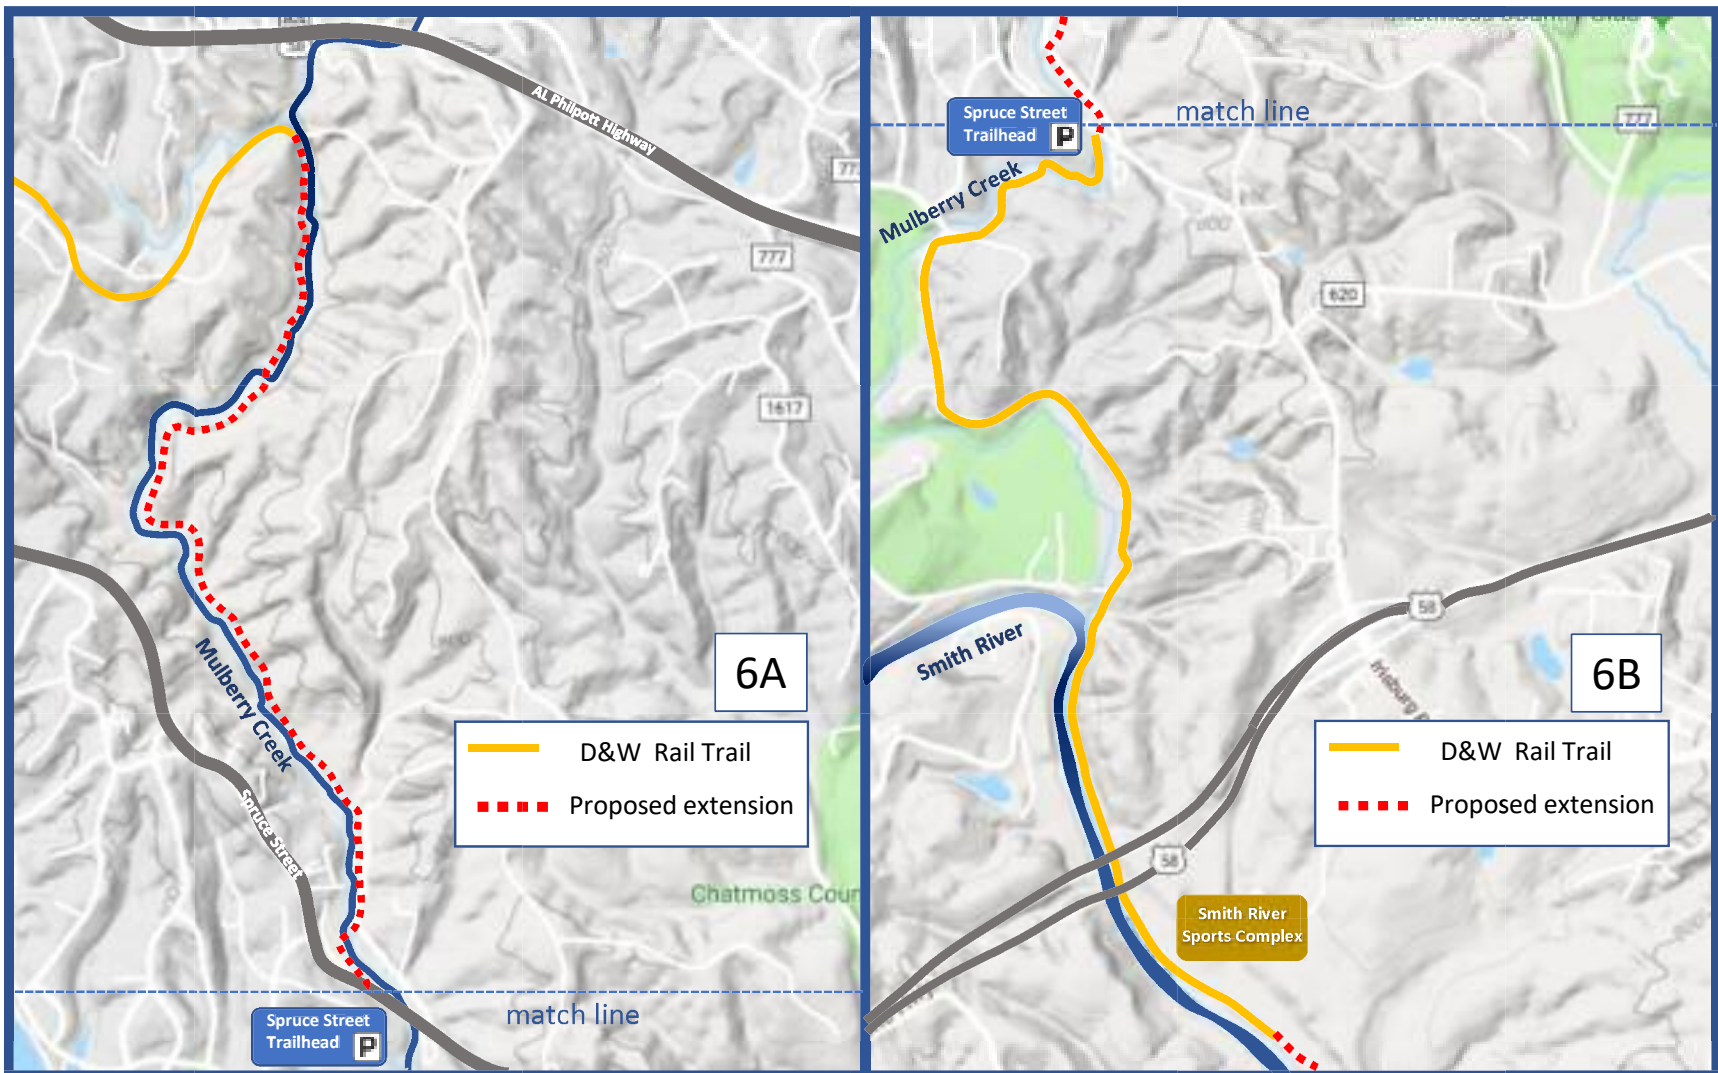 AL Philpott Highway
777
1617
Mulberry Creek
6A
D&W Rail Trail
Proposed extension
Spruce Street
Chatmoss Coun
match line
Spruce Street
Trailhead P
match line
777
Spruce Street
Trailhead P
Mulberry Creek
620
58
Smith River
6B
D&W Rail Trail
Proposed extension
58
Smith River
Sports Complex